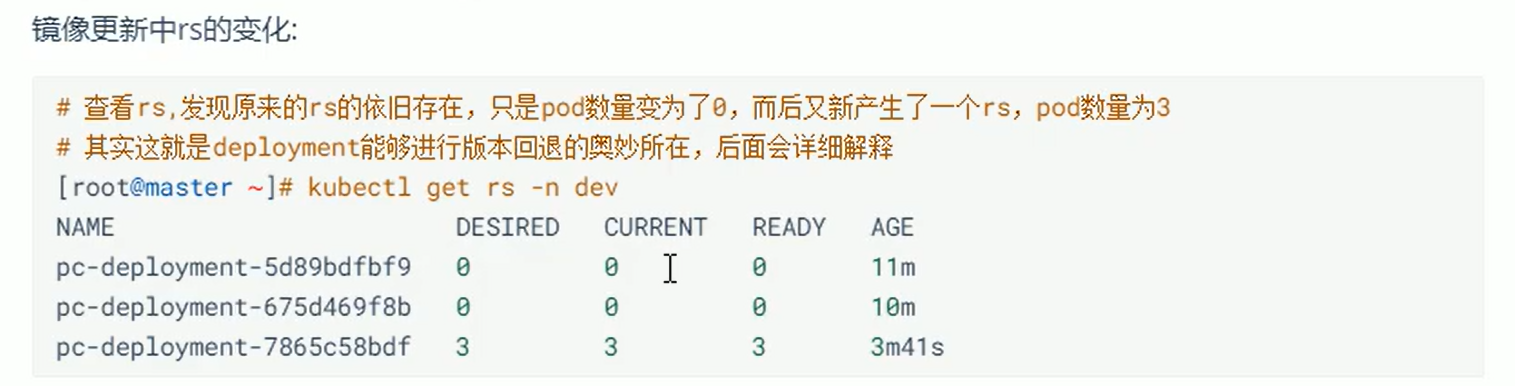 镜像更新中rs的变化:
# 查看rs,发现原来的rs的依旧存在，只是pod数量变为了0，而后又新产生了一个rs，pod数量为3
# 其实这就是deployment能够进行版本回退的奥妙所在，后面会详细解释
[root@master ~]# kubectl get rs -n dev
NAME DESIRED CURRENT READY AGE
pc-deployment-5d89bdfbf9 0 0 0 11m
pc-deployment-675d469f8b 0 0 0 10m
pc-deployment-7865c58bdf 3 3 3 3m41s